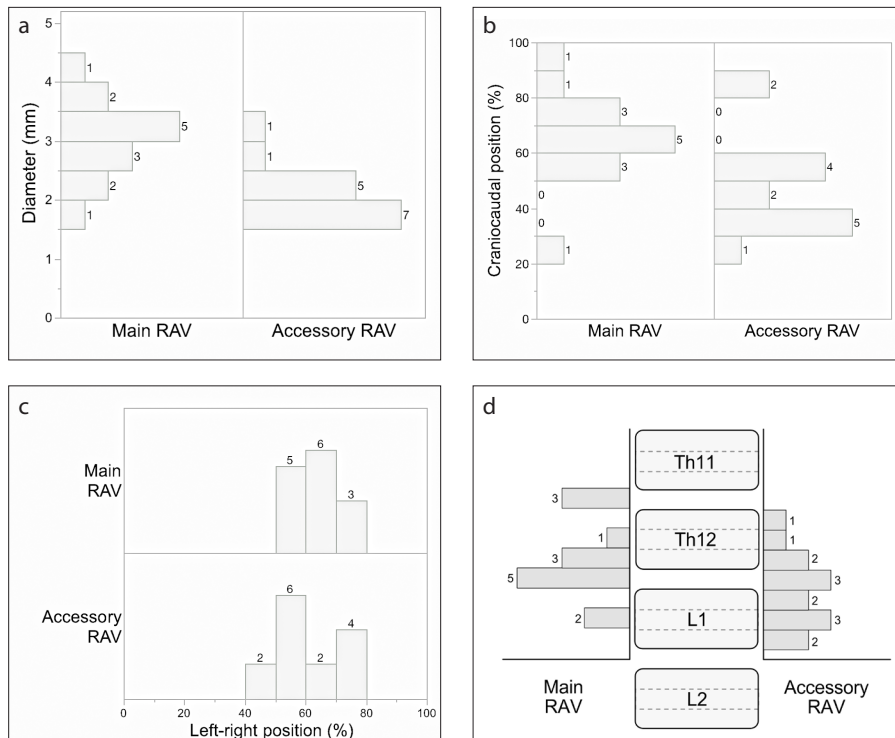 a
5
4
3
2
1
0
Diameter (mm)
1
2
5
3
2
1
1
1
5
7
Main RAV
Accessory RAV
b
100
80
60
40
20
0
Craniocaudal position (%)
1
1
3
5
3
0
0
1
2
0
0
4
2
5
1
Main RAV
Accessory RAV
c
Main
RAV
5
6
3
Accessory
RAV
2
6
2
4
0
20
40
60
80
100
Left-right position (%)
d
Th11
3
Th12
1
3
5
2
1
1
2
3
2
3
2
L1
L2
Main
RAV
Accessory
RAV